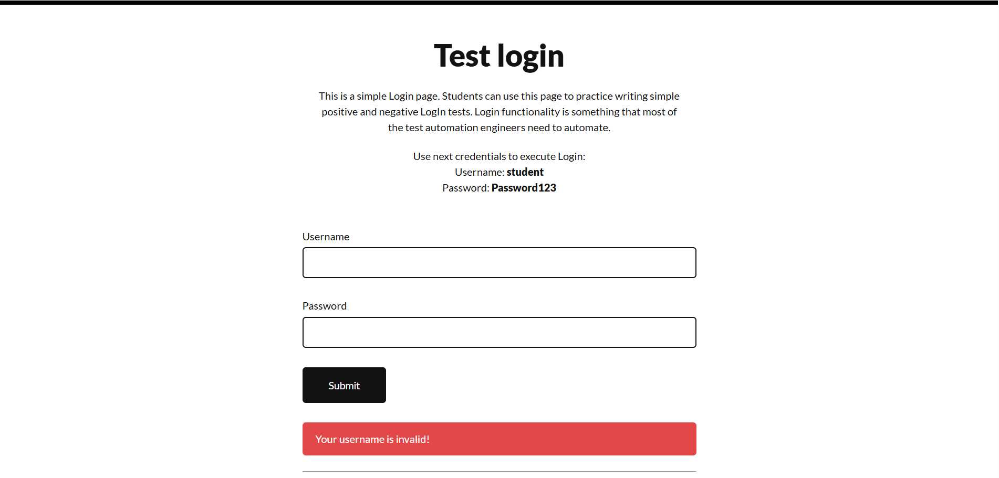 Test login
This is a simple Login page. Students can use this page to practice writing simple
positive and negative LogIn tests. Login functionality is something that most of
the test automation engineers need to automate.
Use next credentials to execute Login:
Username: student
Password: Password123
Username
Password
Submit
Your username is invalid!